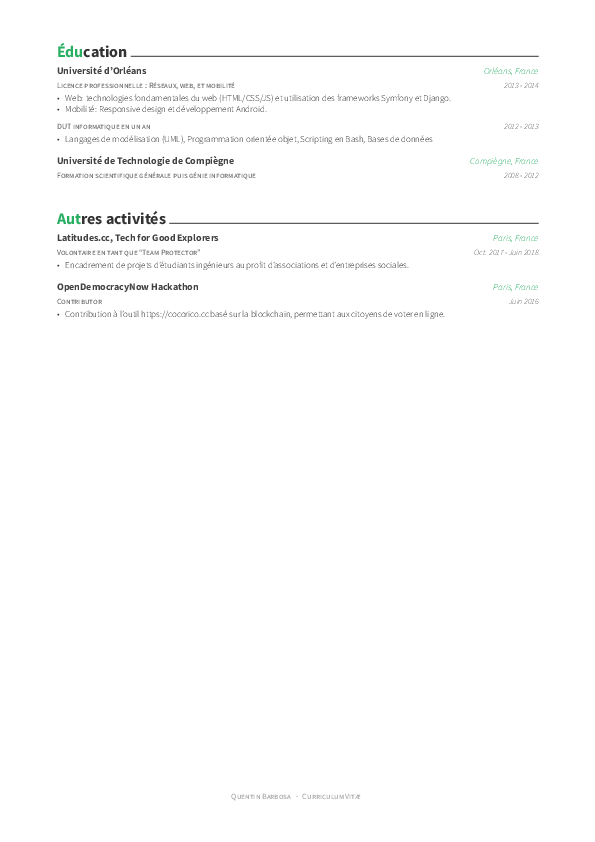 Éducation
Université d'Orléans Orléans, France
Licence professionnelle : Réseaux, web, et mobilité 2013 - 2014
• Web: technologies fondamentales du web (HTML/CSS/JS) et utilisation des frameworks Symfony et Django.
• Mobilité: Responsive design et développement Android.
DUT informatique en un an 2012 - 2013
• Langages de modélisation (UML), Programmation orientée objet, Scripting en Bash, Bases de données
Université de Technologie de Compiègne Compiègne, France
Formation scientifique générale puis génie informatique 2008 - 2012
Autres activités
Latitudes.cc, Tech for Good Explorers Paris, France
Volontaire en tant que "Team Protector" Oct. 2017 - Juin 2018
• Encadrement de projets d'étudiants ingénieurs au profit d'associations et d'entreprises sociales.
OpenDemocracyNow Hackathon Paris, France
Contributor Juin 2016
• Contribution à l'outil https://cocorico.cc basé sur la blockchain, permettant aux citoyens de voter en ligne.
Quentin Barbosa · Curriculum Vitæ